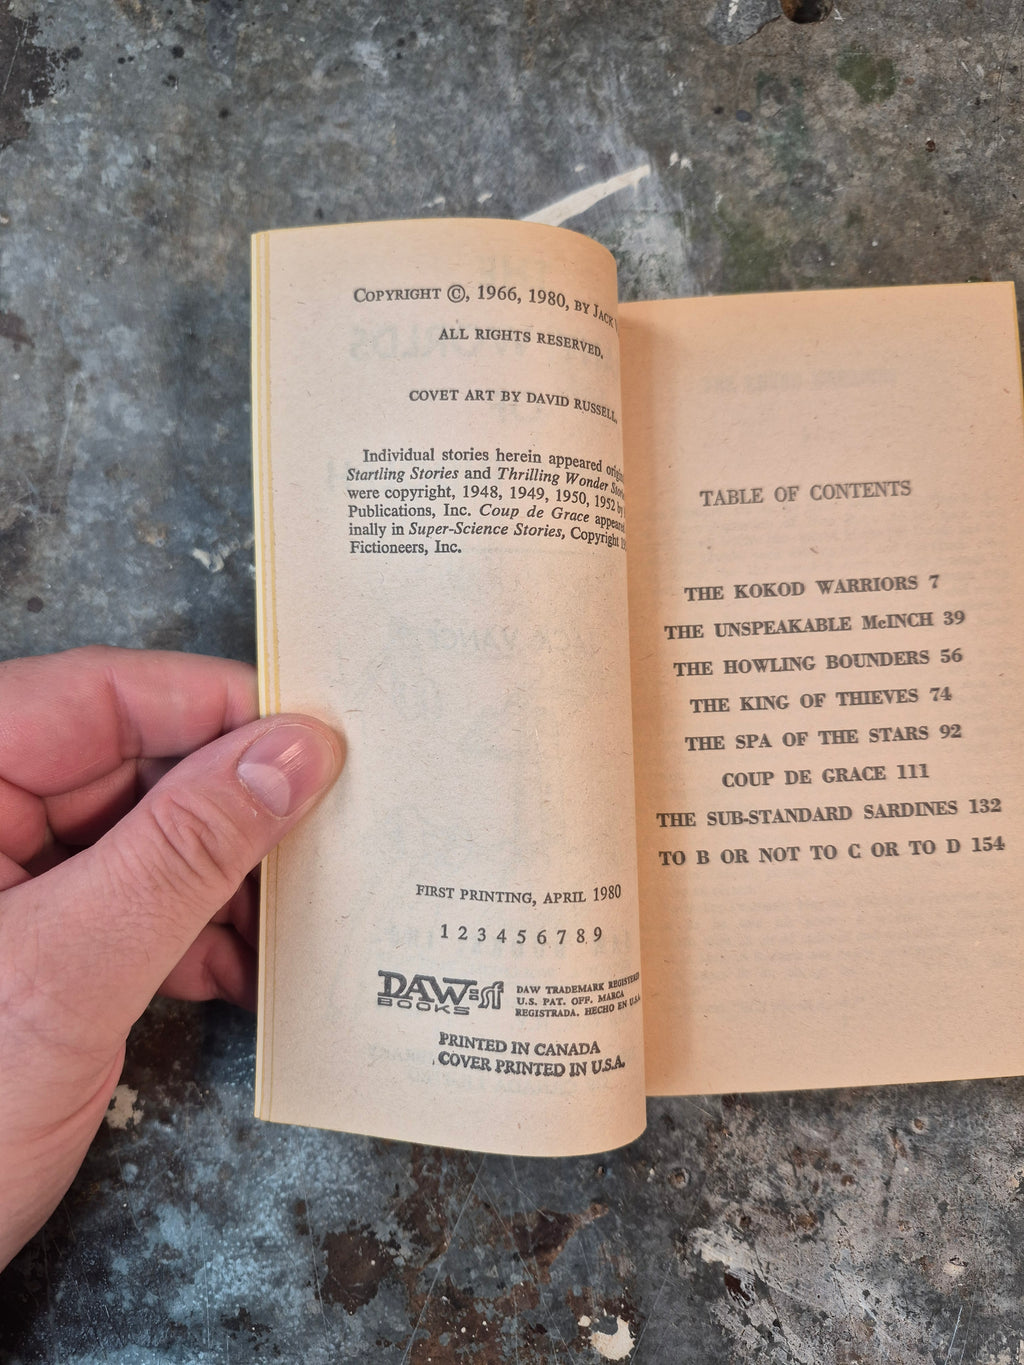 COPYRIGHT ©, 1966, 1980, BY JACK
ALL RIGHTS RESERVED.
COVET ART BY DAVID RUSSELL.
Individual stories herein appeared
Startling Stories and Thrilling Wonder
were copyright, 1948, 1949, 1950, 1952 by
Publications, Inc. Coup de Grace appeared
inally in Super-Science Stories, Copyright
Fictioneers, Inc.
FIRST PRINTING, APRIL 1980
1 2 3 4 5 6 7 8 9
DAW sf
BOOKS
DAW TRADEMARK REGISTERED
U.S. PAT. OFF. MARCA
REGISTRADA. HECHO EN U.S.A.
PRINTED IN CANADA
COVER PRINTED IN U.S.A.
TABLE OF CONTENTS
THE KOKOD WARRIORS 7
THE UNSPEAKABLE McINCH 39
THE HOWLING BOUNDERS 56
THE KING OF THIEVES 74
THE SPA OF THE STARS 92
COUP DE GRACE 111
THE SUB-STANDARD SARDINES 132
TO B OR NOT TO C OR TO D 154